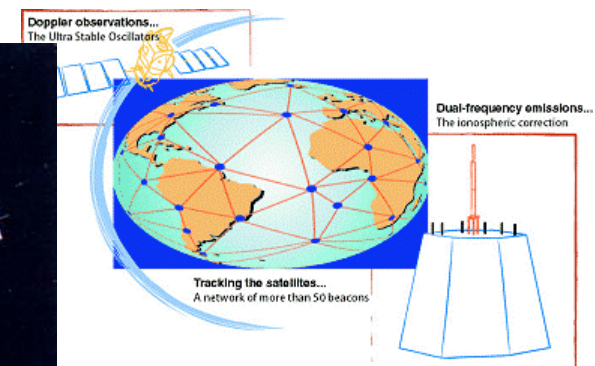 Doppler observations...
The Ultra Stable Oscillators
Dual-frequency emissions...
The ionospheric correction
Tracking the satellites...
A network of more than 50 beacons